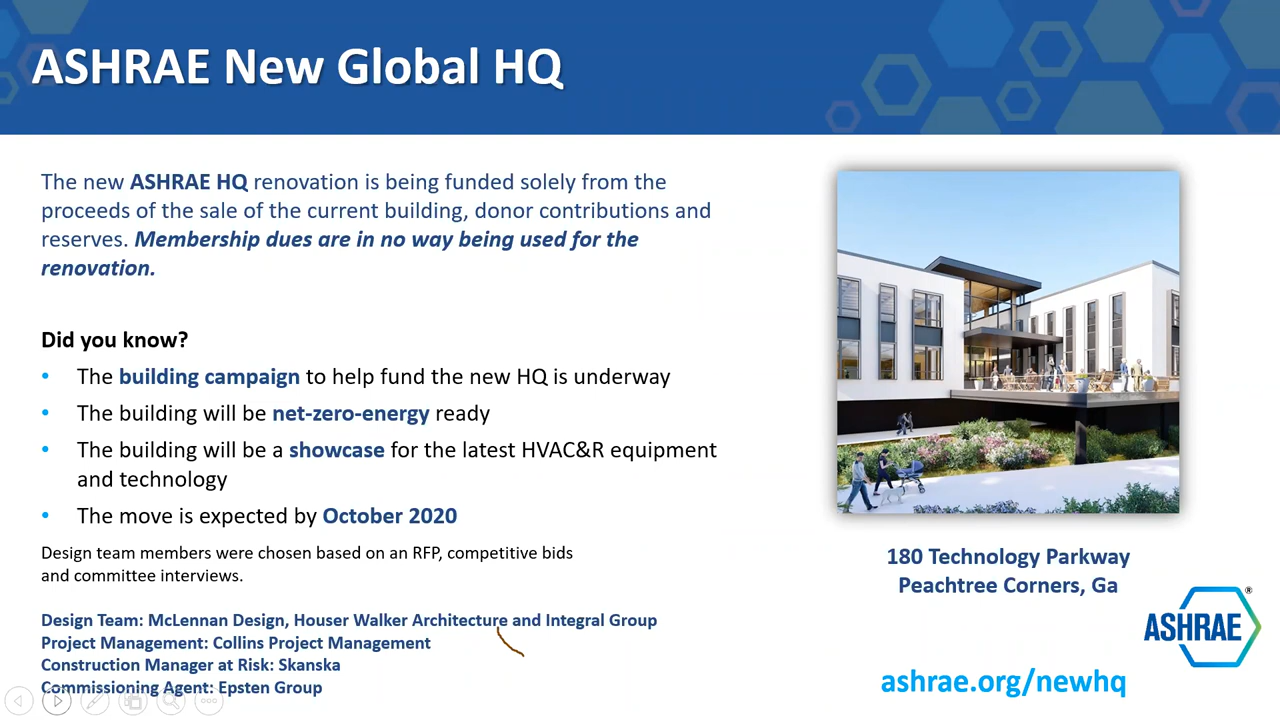 ASHRAE New Global HQ
The new ASHRAE HQ renovation is being funded solely from the
proceeds of the sale of the current building, donor contributions and
reserves. Membership dues are in no way being used for the
renovation.
Did you know?
• The building campaign to help fund the new HQ is underway
• The building will be net-zero-energy ready
• The building will be a showcase for the latest HVAC&R equipment
and technology
• The move is expected by October 2020
Design team members were chosen based on an RFP, competitive bids
and committee interviews.
Design Team: McLennan Design, Houser Walker Architecture and Integral Group
Project Management: Collins Project Management
Construction Manager at Risk: Skanska
Commissioning Agent: Epsten Group
180 Technology Parkway
Peachtree Corners, Ga
ASHRAE®
ashrae.org/newhq